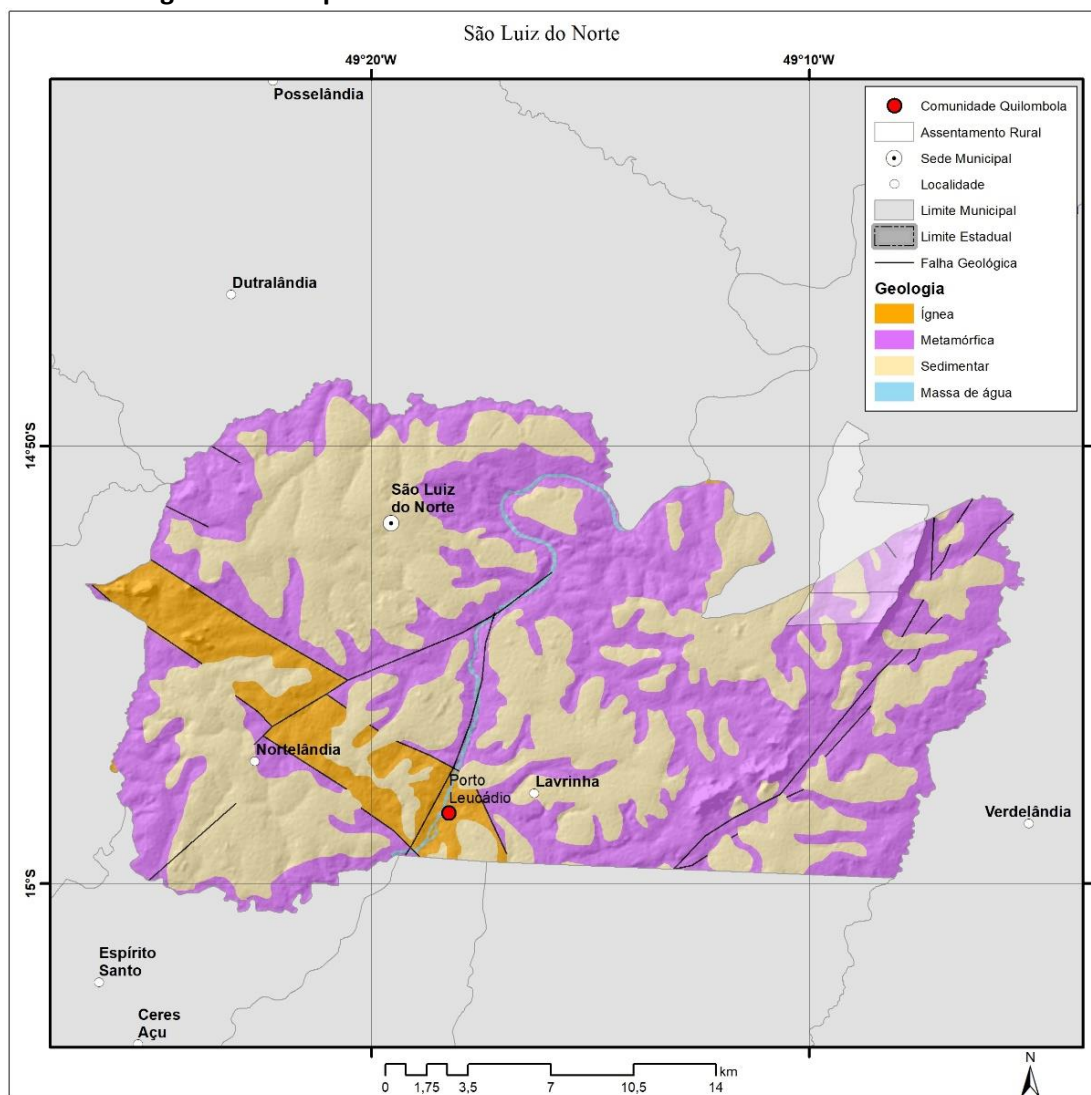 São Luiz do Norte
49°20'W
49°10'W
Posselândia
Comunidade Quilombola
Assentamento Rural
Sede Municipal
Localidade
Limite Municipal
Limite Estadual
Falha Geológica
Geologia
Ígnea
Metamórfica
Sedimentar
Massa de água
Dutralândia
14°50'S
São Luiz
do Norte
Nortelândia
Porto
Leucádio
Lavrinha
Verdelândia
15°S
Espírito
Santo
Ceres
Açu
N
km
0 1,75 3,5 7 10,5 14